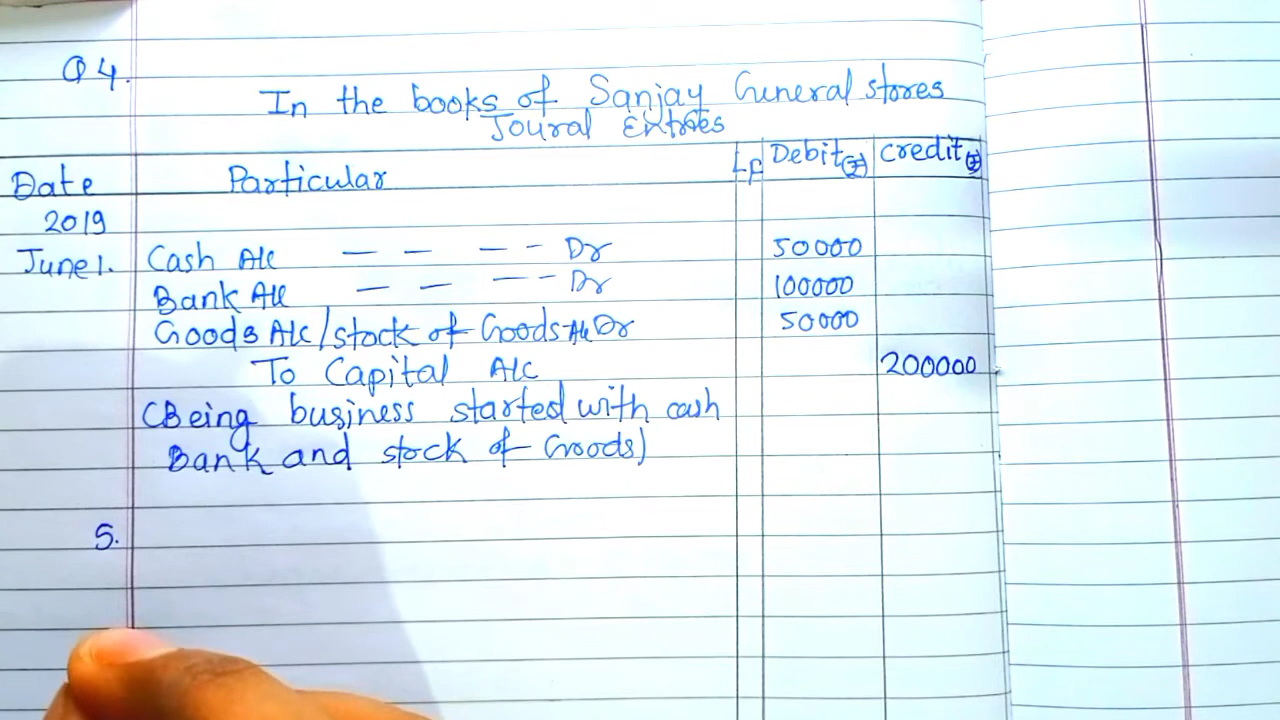 Q 4.
In the books of Sanjay General stores
Joural Entries
Date Particular LF Debit(₹) credit(₹)
2019
June 1. Cash A/c — — — - Dr 50000
Bank A/c — — — - Dr 100000
Goods A/c/stock of Goods A/c Dr 50000
To Capital A/c 200000
(Being business started with cash
Bank and stock of Goods)
5.